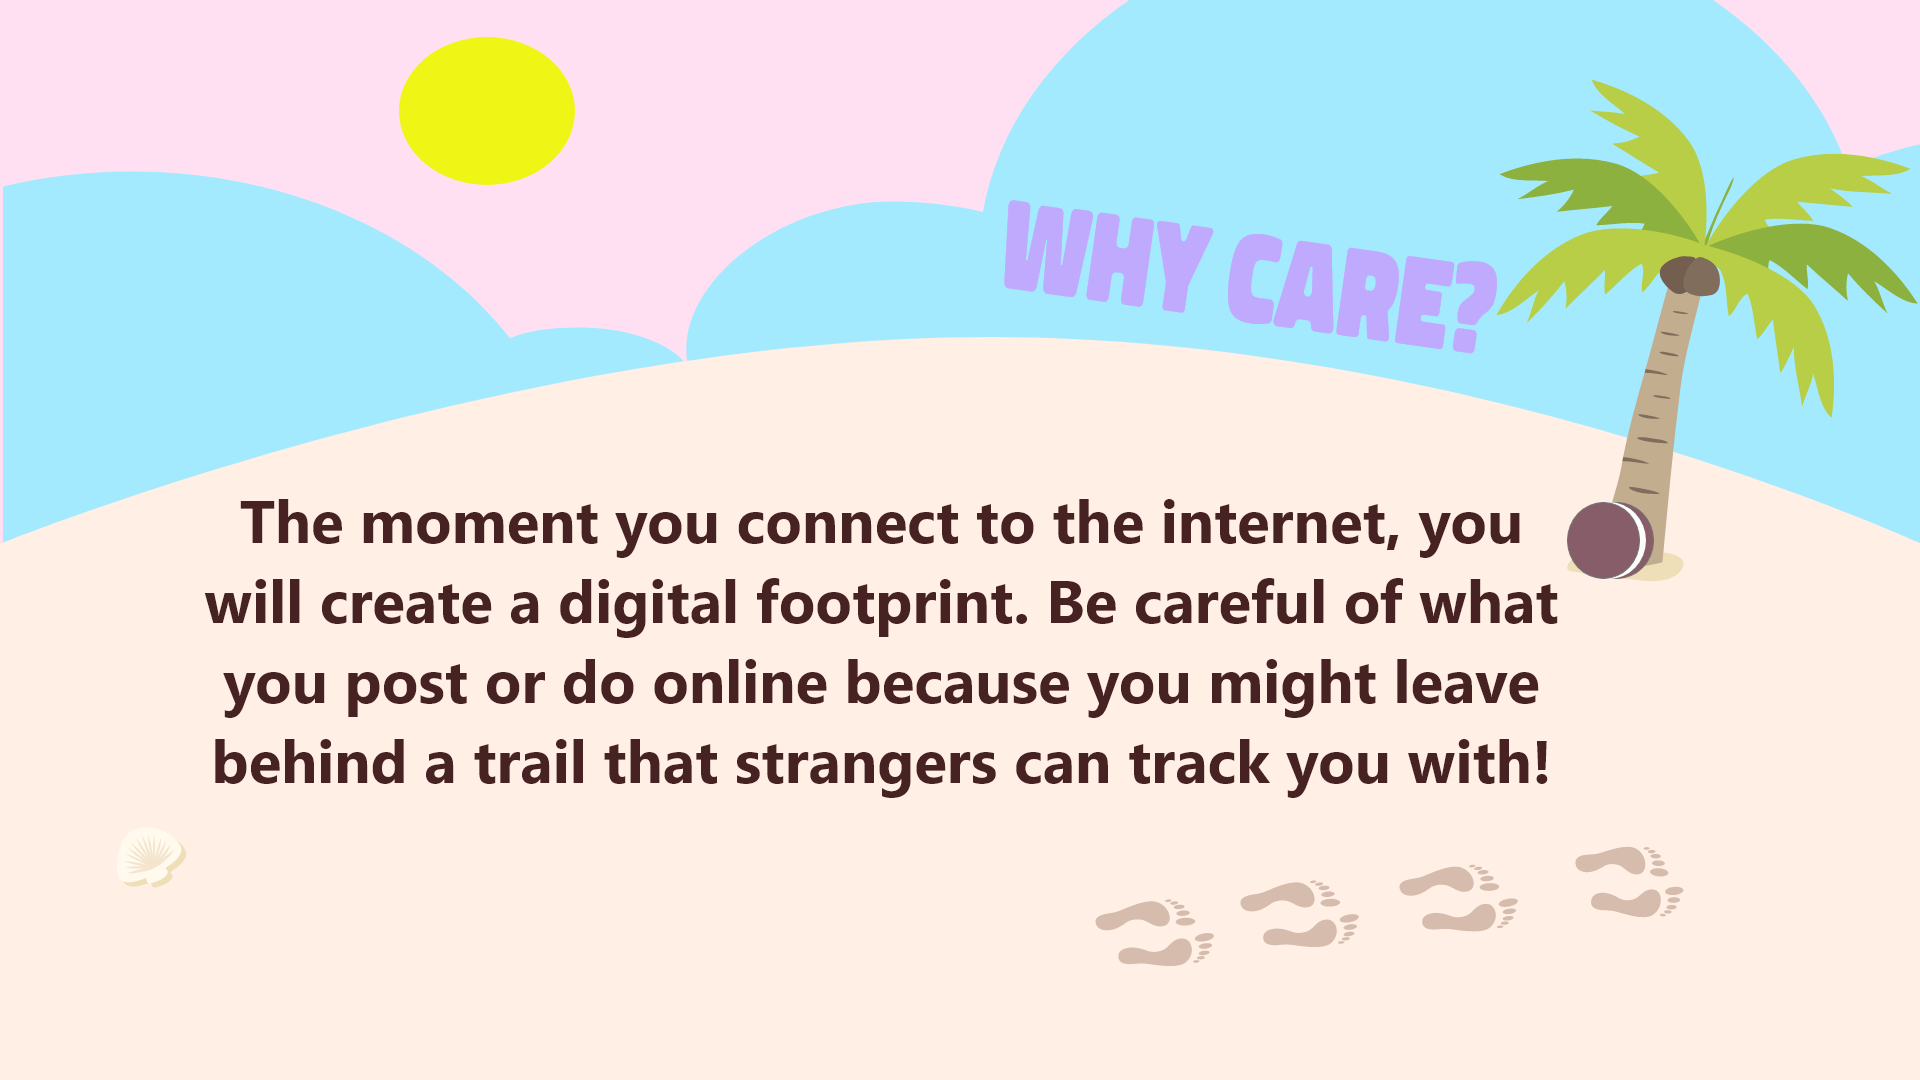 WHY CARE?
The moment you connect to the internet, you
will create a digital footprint. Be careful of what
you post or do online because you might leave
behind a trail that strangers can track you with!